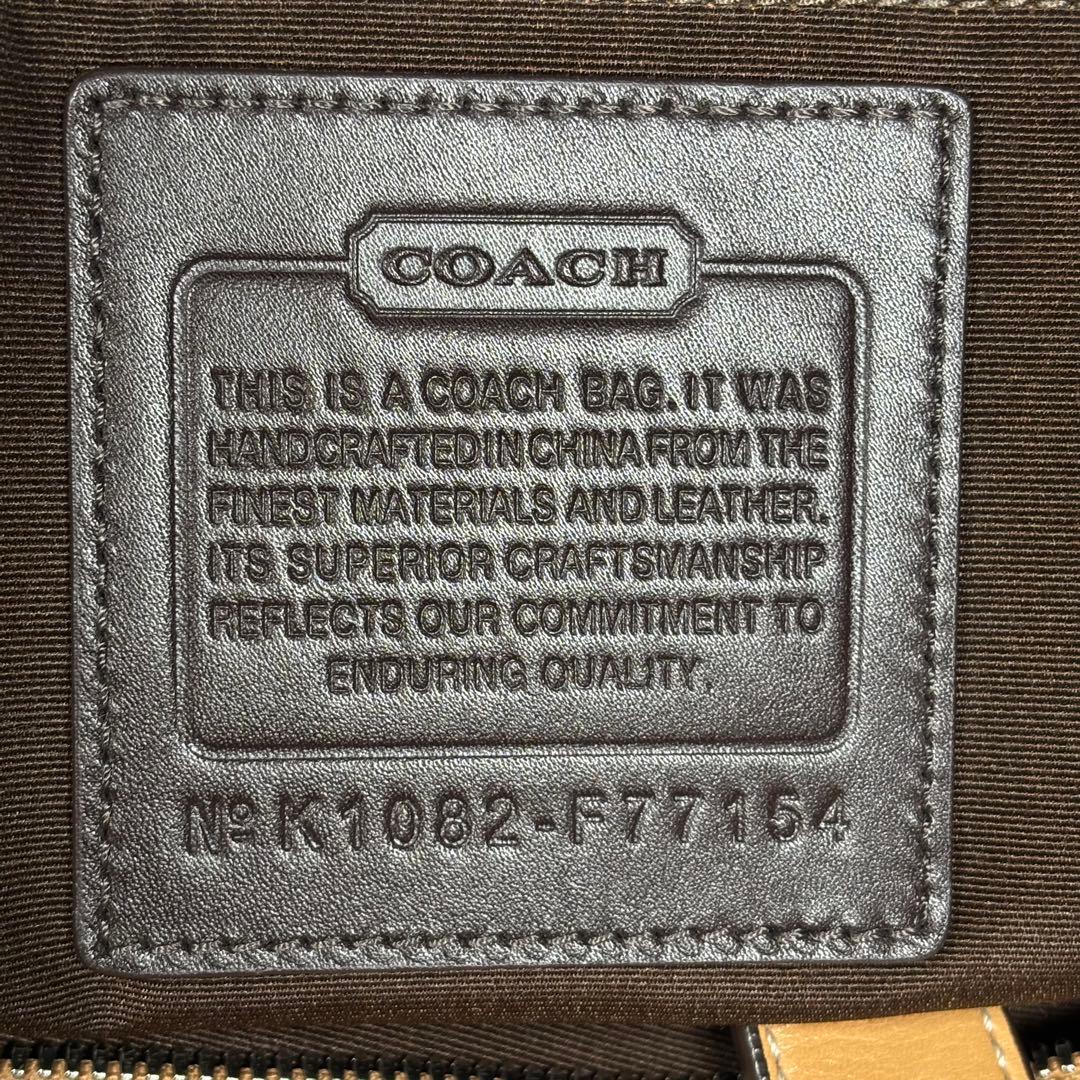 COACH
THIS IS A COACH BAG. IT WAS
HANDCRAFTED IN CHINA FROM THE
FINEST MATERIALS AND LEATHER.
ITS SUPERIOR CRAFTSMANSHIP
REFLECTS OUR COMMITMENT TO
ENDURING QUALITY.
Nº K1082-F77154